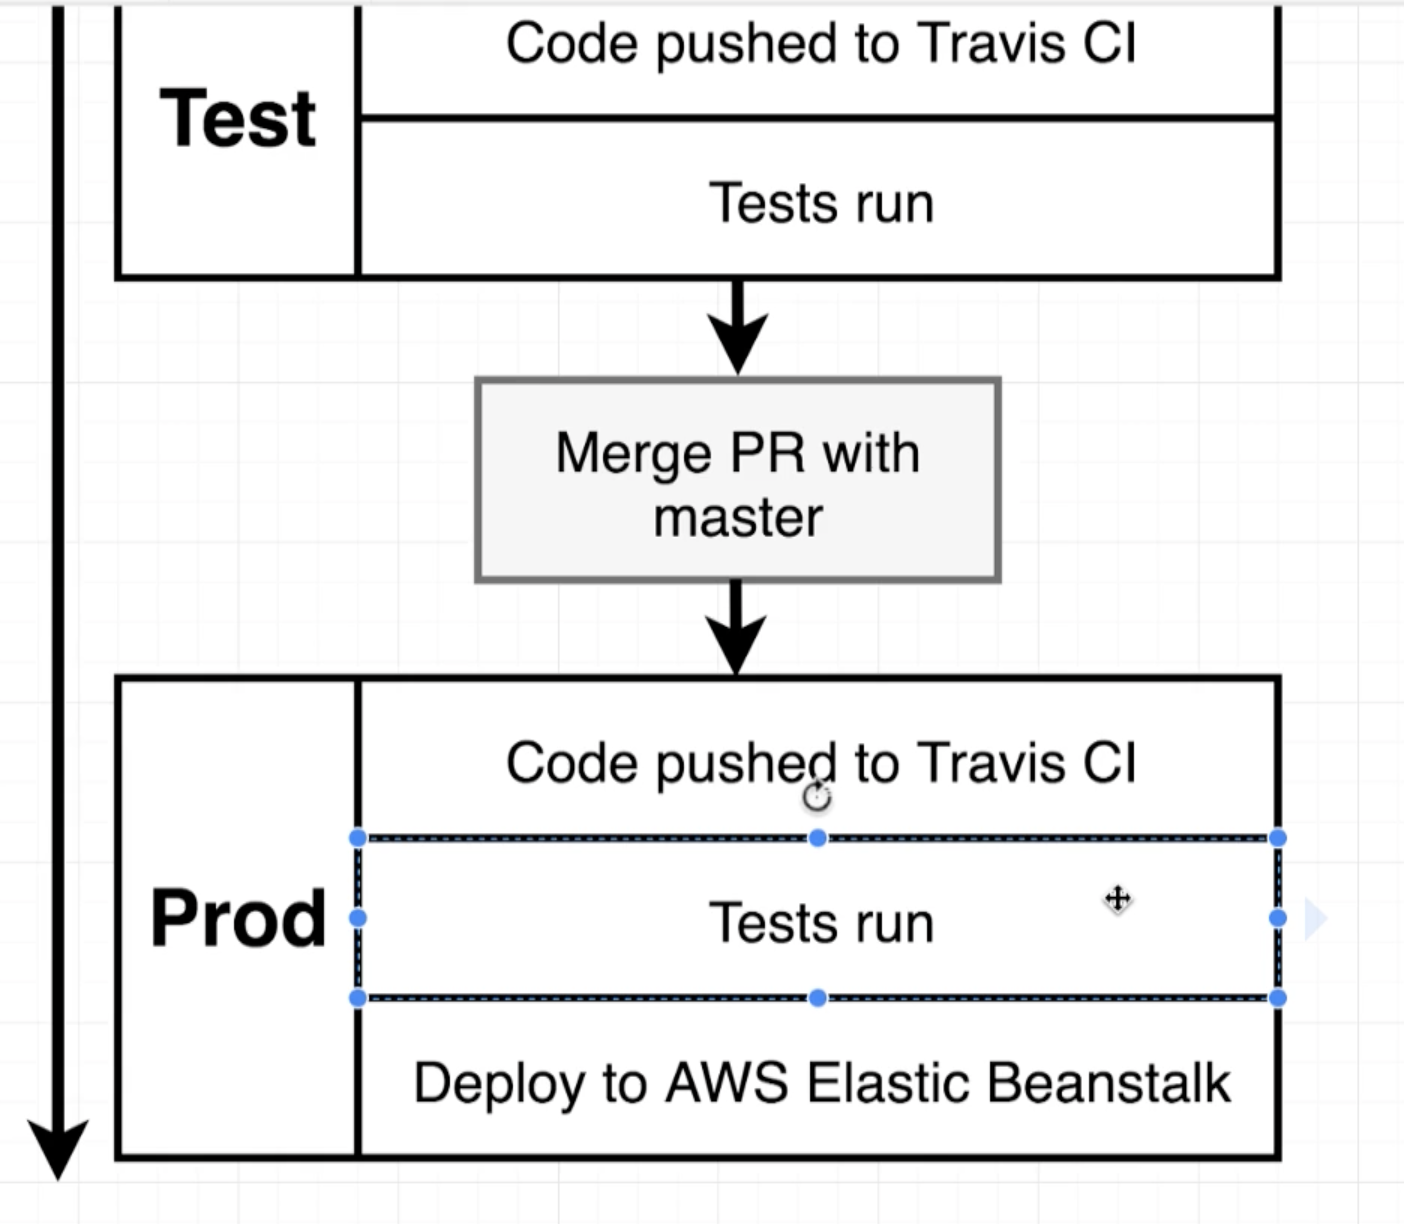 Code pushed to Travis CI
Test
Tests run
Merge PR with
master
Code pushed to Travis CI
Prod
Tests run
Deploy to AWS Elastic Beanstalk